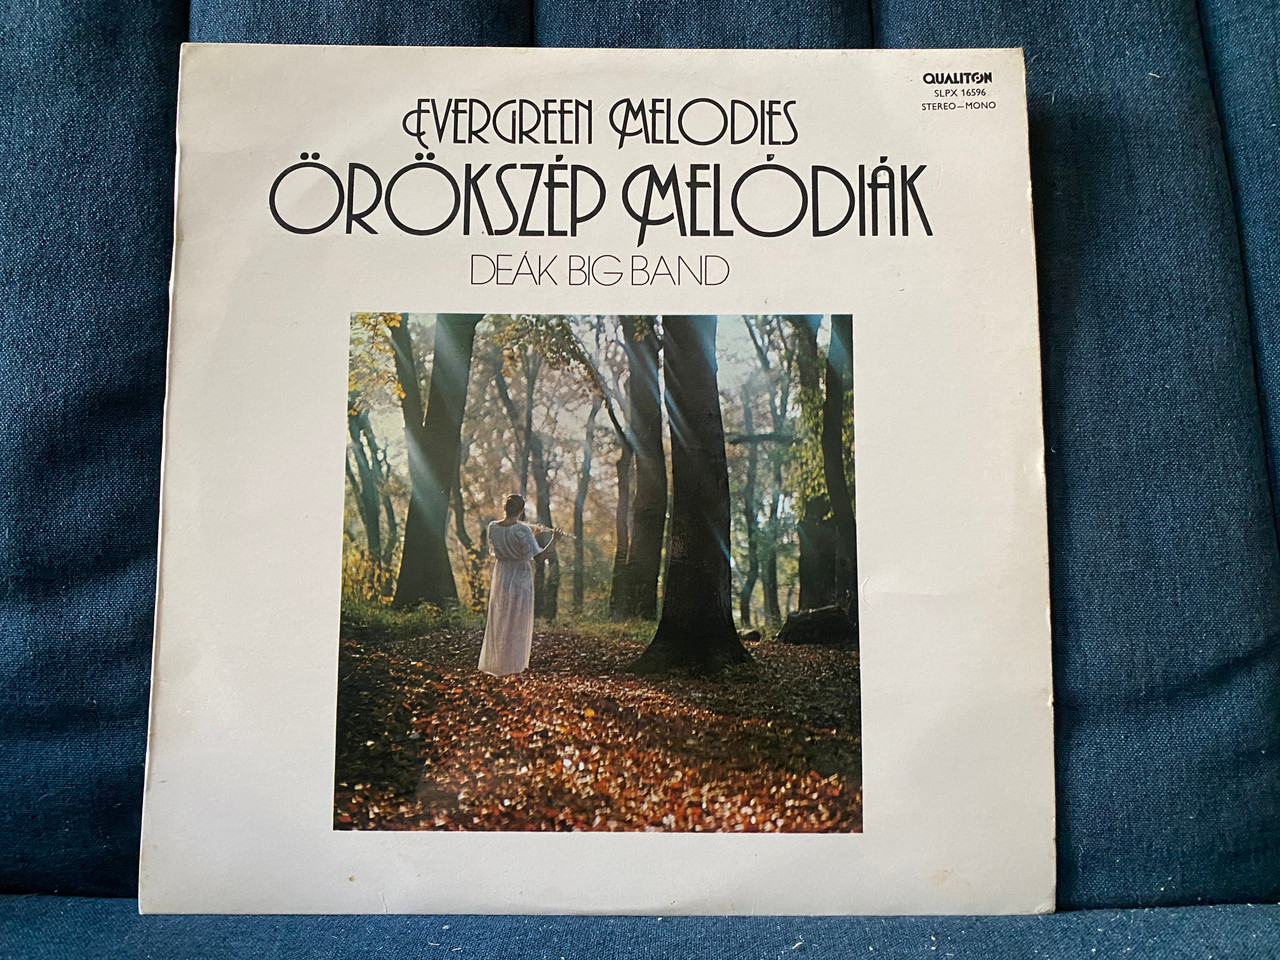 QUALITON
SLPX 16596
STEREO—MONO
EVERGREEN MELODIES
ÖRÖKSZÉP MELÓDIÁK
DEÁK BIG BAND